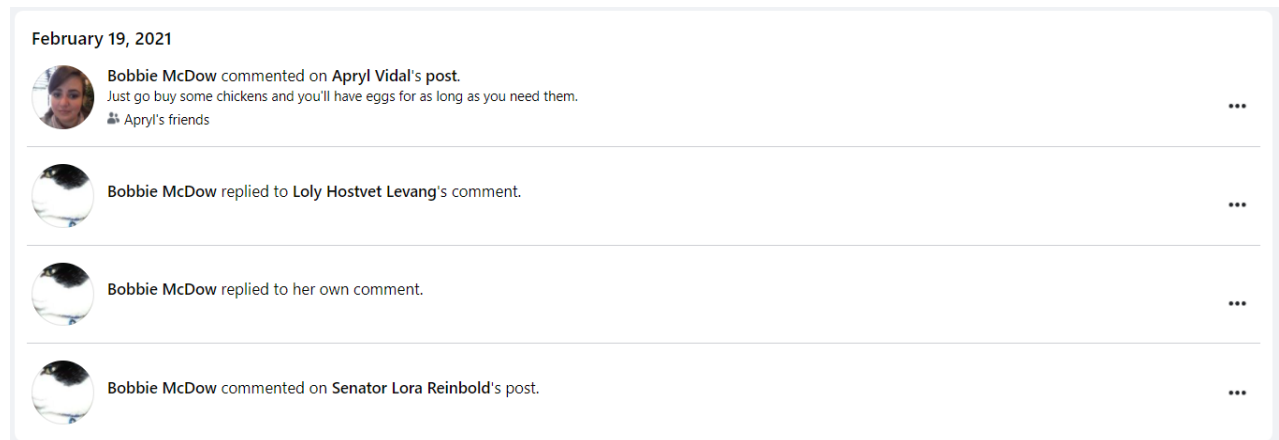 February 19, 2021
Bobbie McDow commented on Apryl Vidal's post.
Just go buy some chickens and you'll have eggs for as long as you need them.
Apryl's friends
Bobbie McDow replied to Loly Hostvet Levang's comment.
Bobbie McDow replied to her own comment.
Bobbie McDow commented on Senator Lora Reinbold's post.